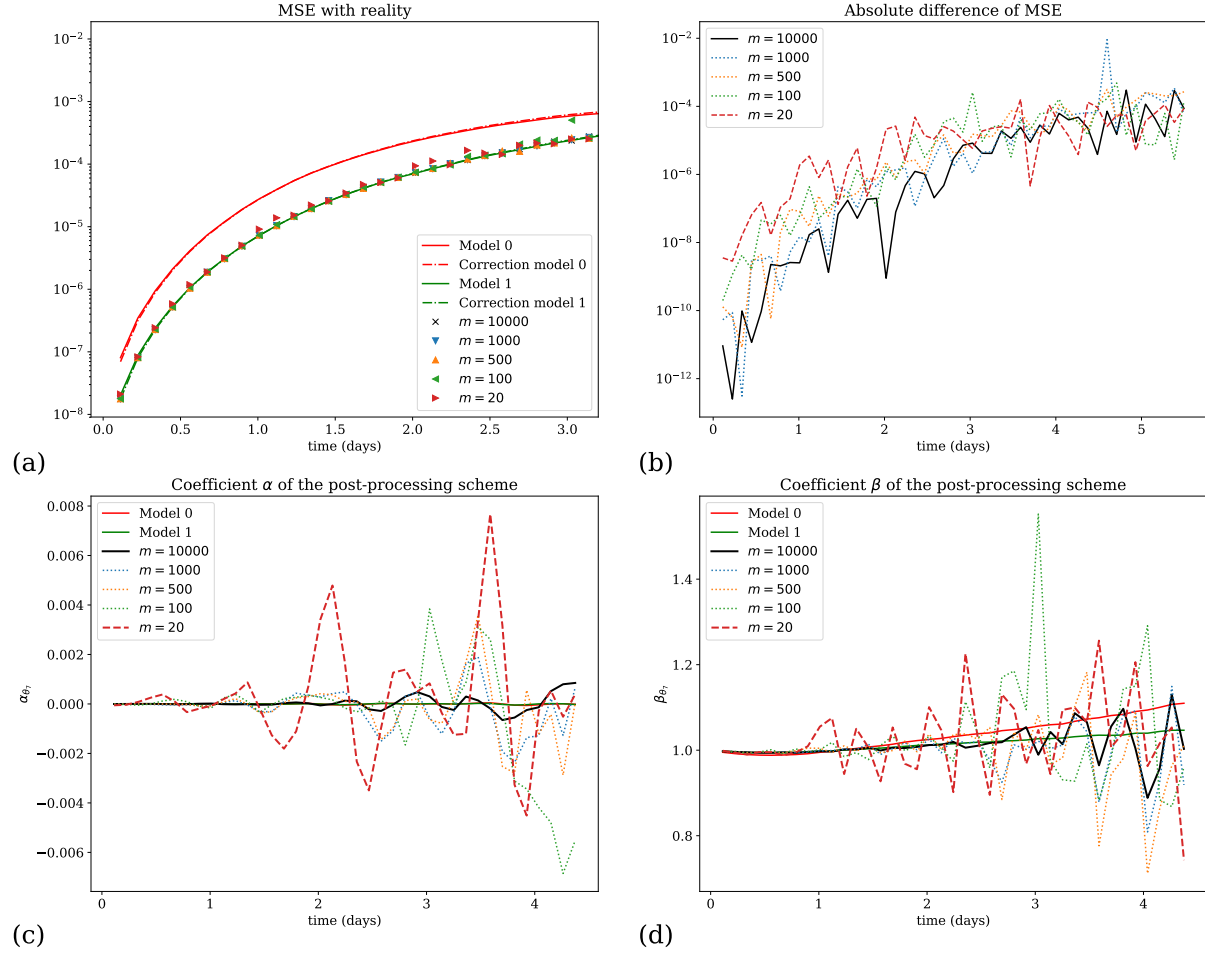 MSE with reality
10⁻²
10⁻³
10⁻⁴
10⁻⁵
10⁻⁶
10⁻⁷
10⁻⁸
Model 0
Correction model 0
Model 1
Correction model 1
m = 10000
m = 1000
m = 500
m = 100
m = 20
0.0 0.5 1.0 1.5 2.0 2.5 3.0
time (days)
(a)
Absolute difference of MSE
10⁻²
10⁻⁴
10⁻⁶
10⁻⁸
10⁻¹⁰
10⁻¹²
m = 10000
m = 1000
m = 500
m = 100
m = 20
0 1 2 3 4 5
time (days)
(b)
Coefficient α of the post-processing scheme
0.008
0.006
0.004
0.002
0.000
−0.002
−0.004
−0.006
α_θ₇
Model 0
Model 1
m = 10000
m = 1000
m = 500
m = 100
m = 20
0 1 2 3 4
time (days)
(c)
Coefficient β of the post-processing scheme
1.4
1.2
1.0
0.8
β_θ₇
Model 0
Model 1
m = 10000
m = 1000
m = 500
m = 100
m = 20
0 1 2 3 4
time (days)
(d)